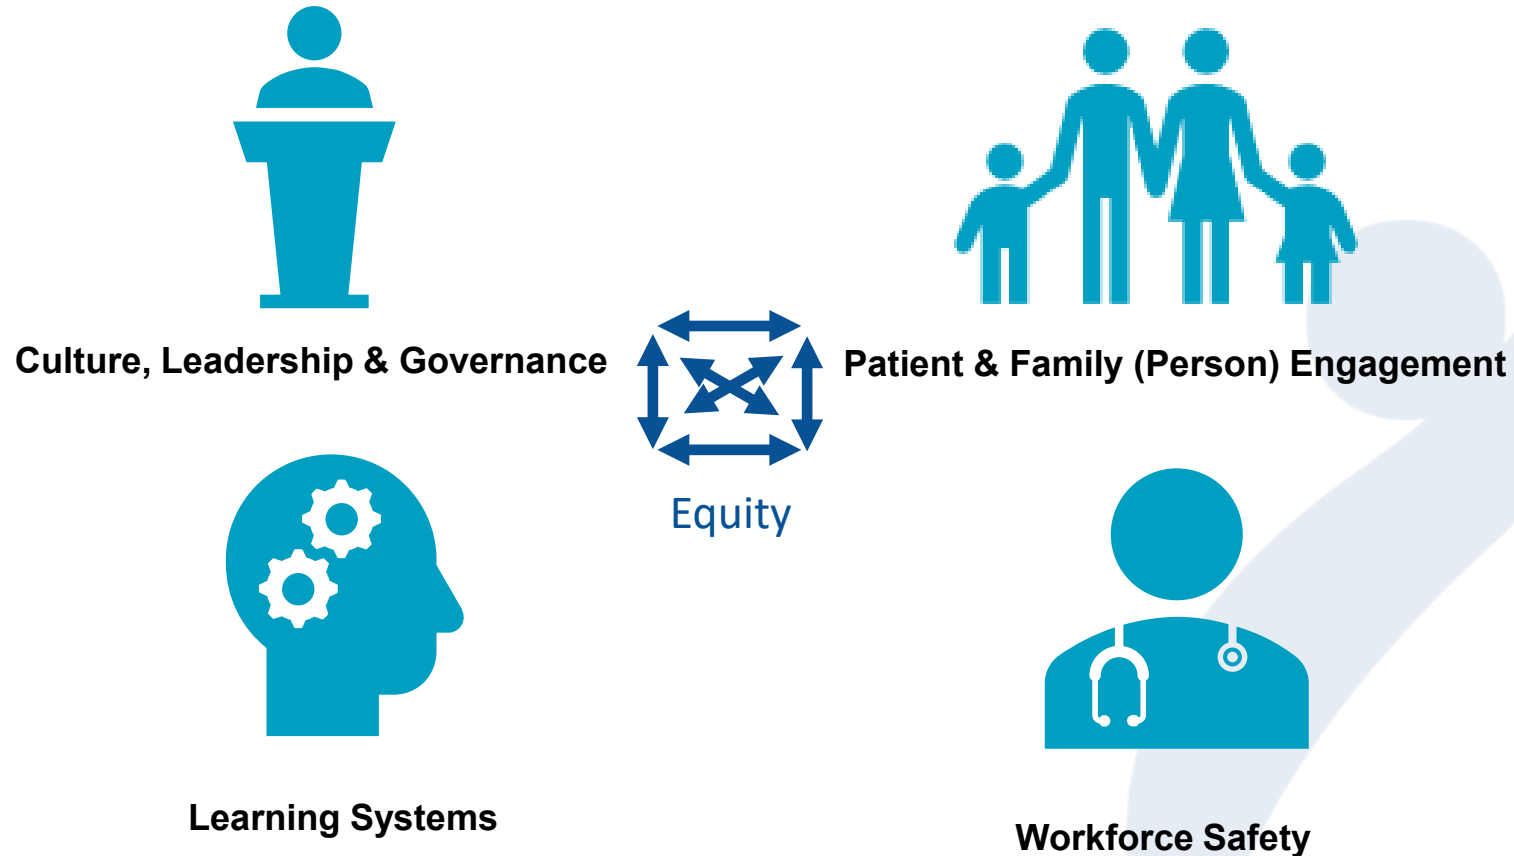 Culture, Leadership & Governance
Patient & Family (Person) Engagement
Equity
Learning Systems
Workforce Safety